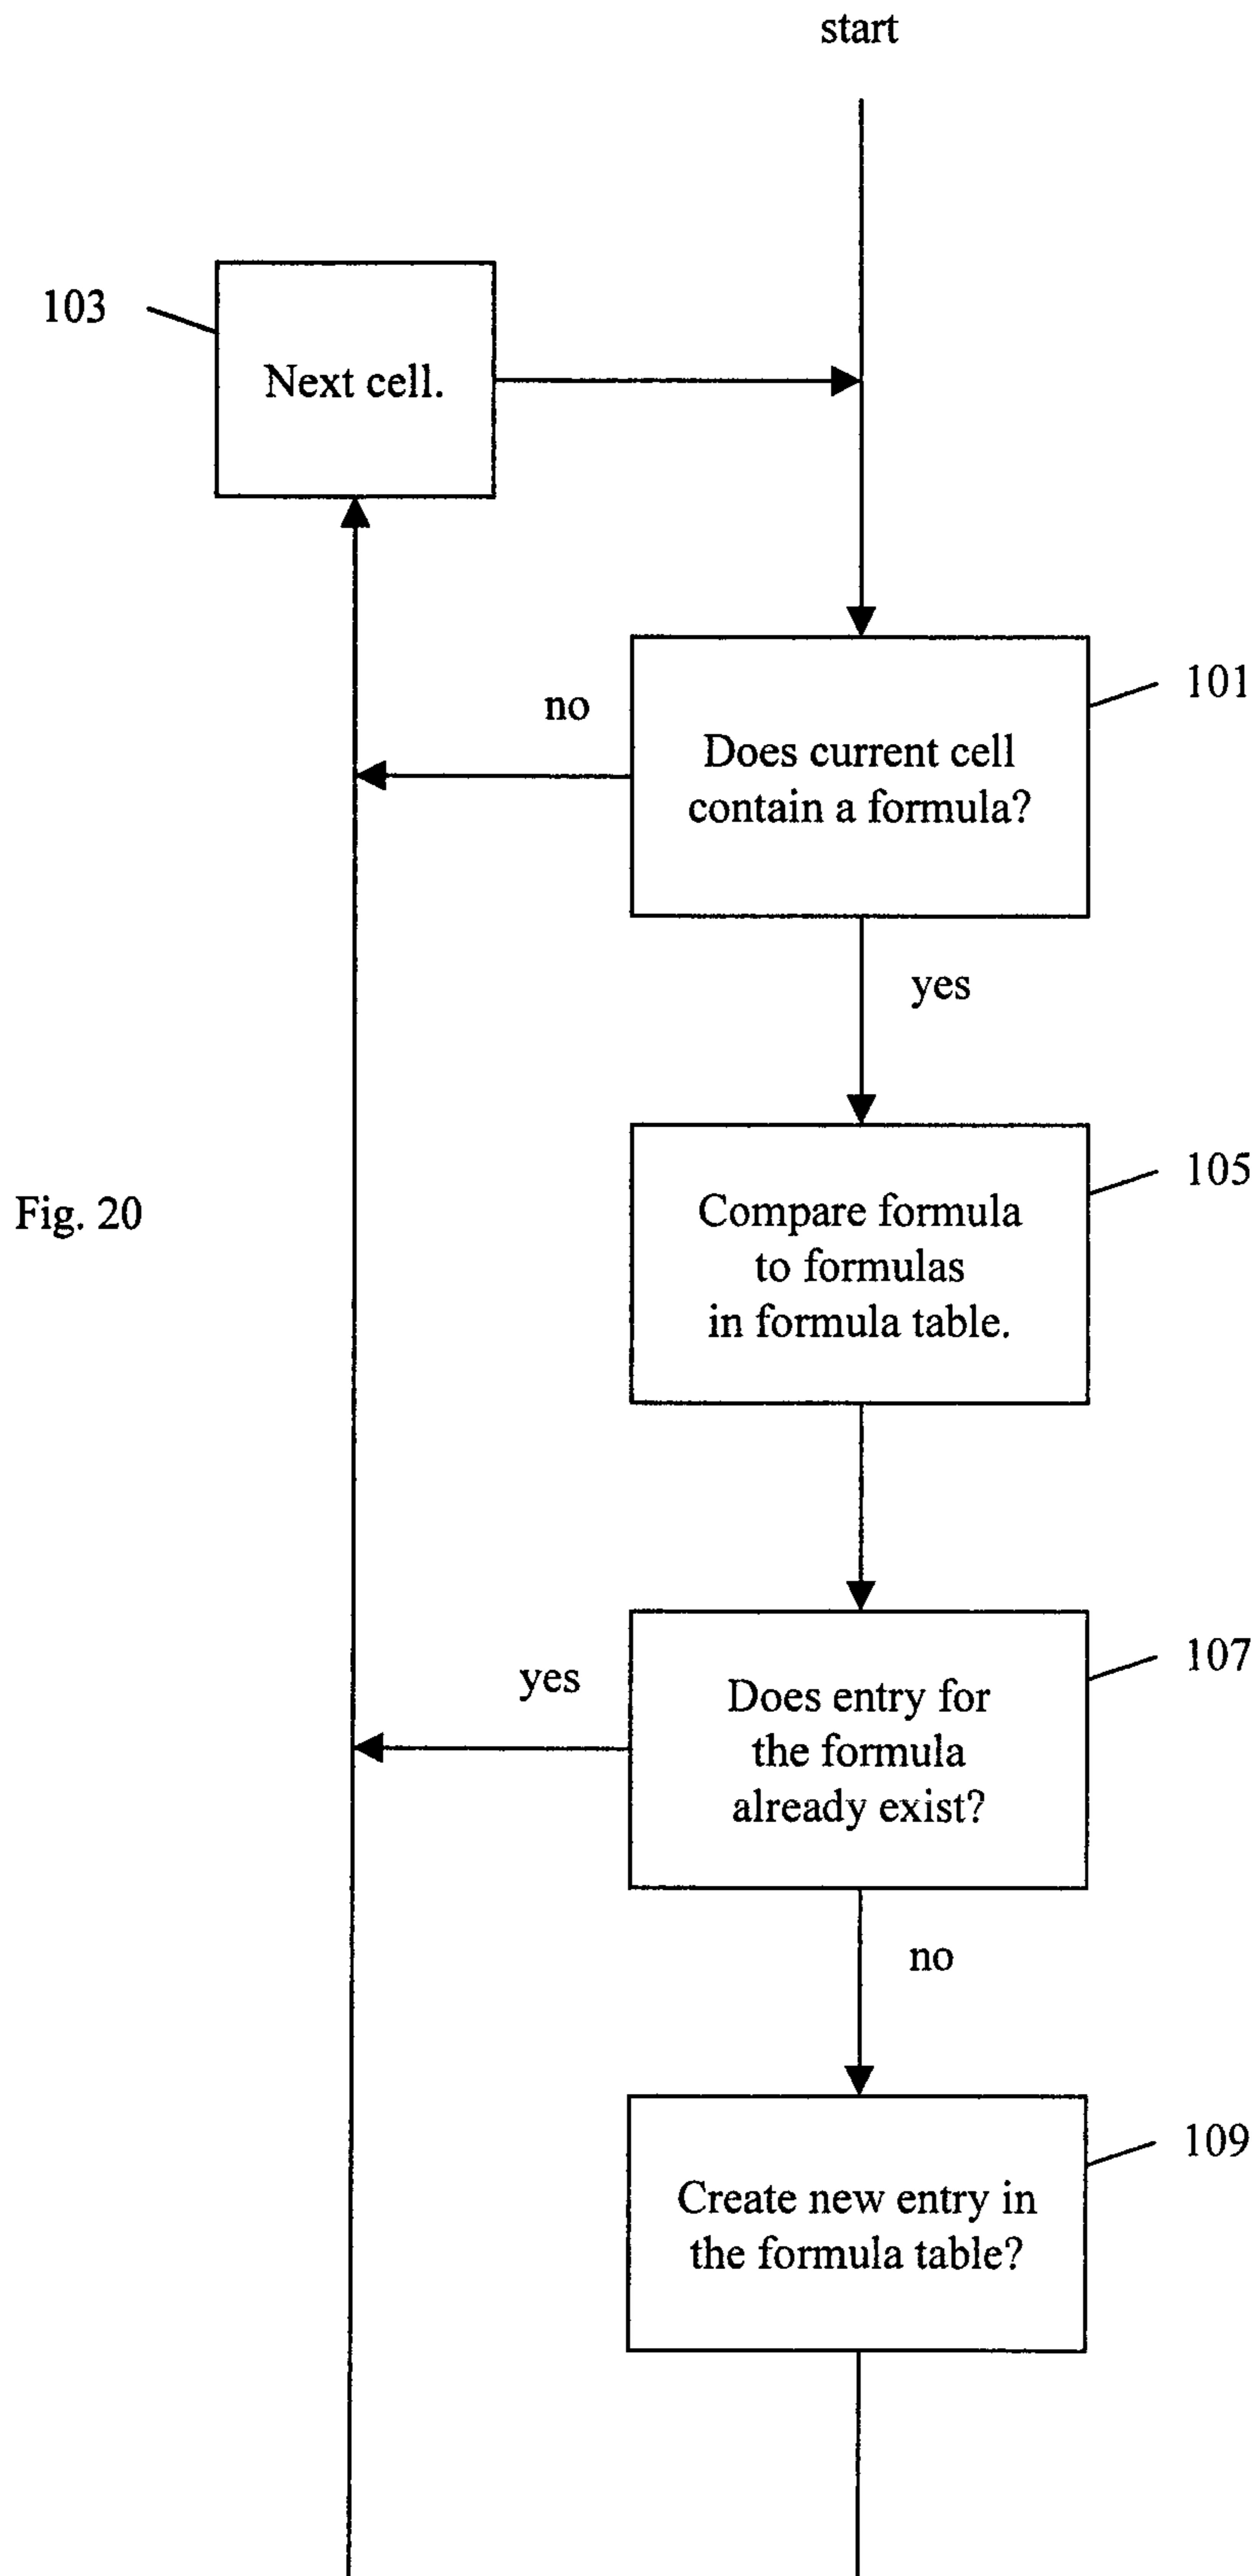 start
103
Next cell.
101
no
Does current cell
contain a formula?
yes
105
Fig. 20
Compare formula
to formulas
in formula table.
107
yes
Does entry for
the formula
already exist?
no
109
Create new entry in
the formula table?